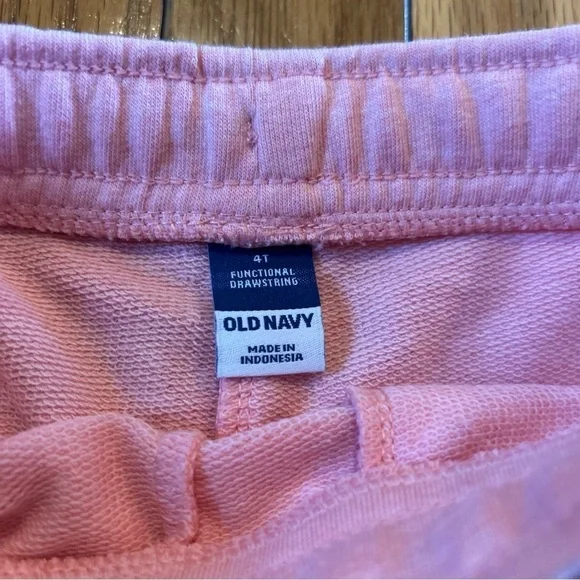 4T
FUNCTIONAL
DRAWSTRING
OLD NAVY
MADE IN
INDONESIA